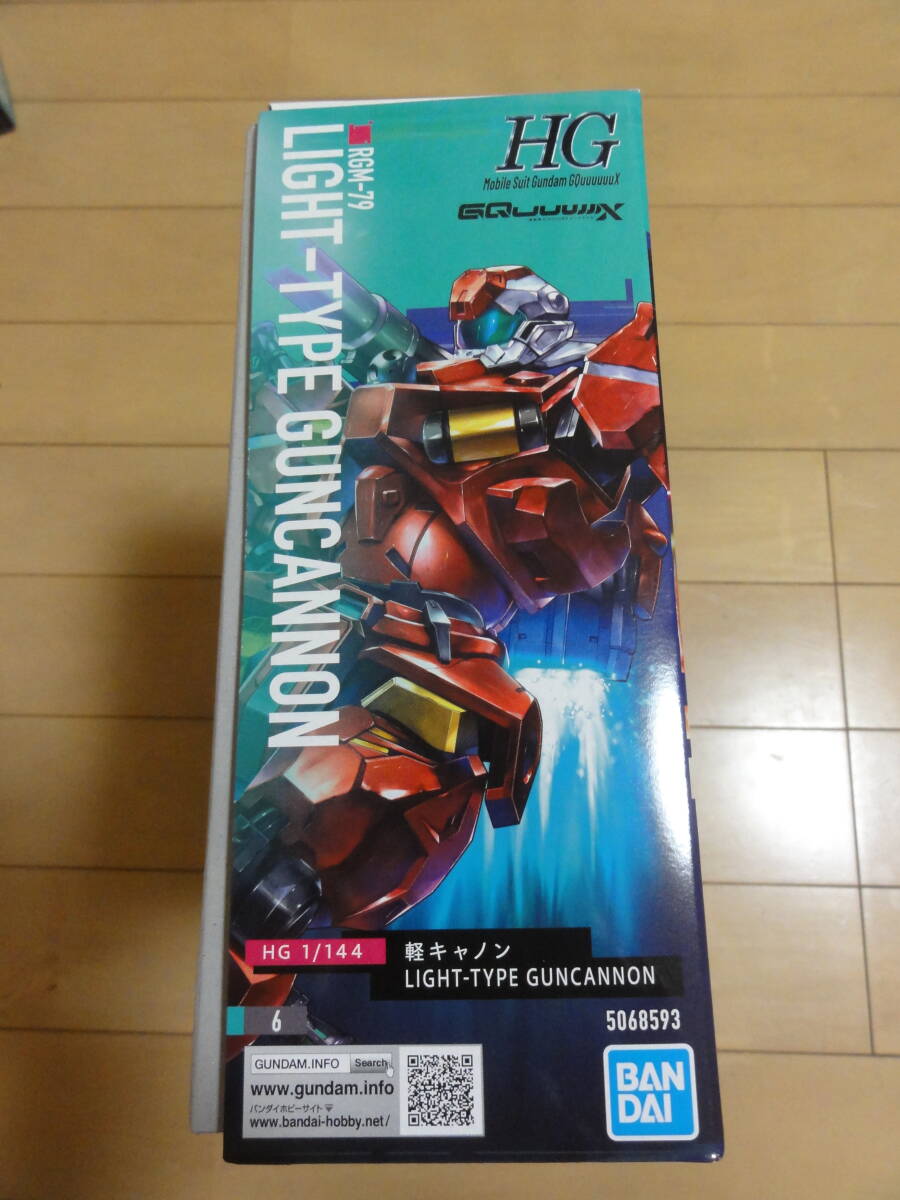 HG
Mobile Suit Gundam GQuuuuuuX
GQuuuuuuX
RGM-79
LIGHT-TYPE GUNCANNON
HG 1/144
軽キャノン
LIGHT-TYPE GUNCANNON
6
5068593
GUNDAM.INFO Search
www.gundam.info
バンダイホビーサイト
www.bandai-hobby.net/
BAN
DAI